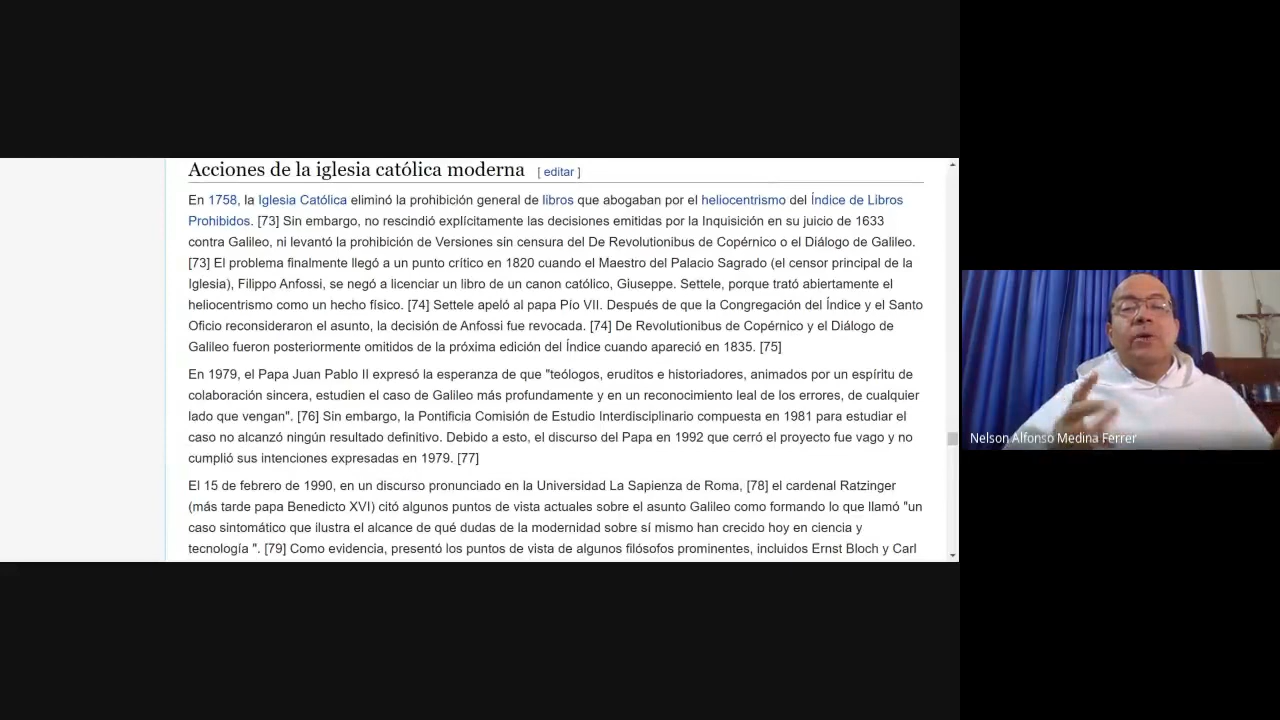 Acciones de la iglesia católica moderna [ editar ]
En 1758, la Iglesia Católica eliminó la prohibición general de libros que abogaban por el heliocentrismo del Índice de Libros
Prohibidos. [73] Sin embargo, no rescindió explícitamente las decisiones emitidas por la Inquisición en su juicio de 1633
contra Galileo, ni levantó la prohibición de Versiones sin censura del De Revolutionibus de Copérnico o el Diálogo de Galileo.
[73] El problema finalmente llegó a un punto crítico en 1820 cuando el Maestro del Palacio Sagrado (el censor principal de la
Iglesia), Filippo Anfossi, se negó a licenciar un libro de un canon católico, Giuseppe. Settele, porque trató abiertamente el
heliocentrismo como un hecho físico. [74] Settele apeló al papa Pío VII. Después de que la Congregación del Índice y el Santo
Oficio reconsideraron el asunto, la decisión de Anfossi fue revocada. [74] De Revolutionibus de Copérnico y el Diálogo de
Galileo fueron posteriormente omitidos de la próxima edición del Índice cuando apareció en 1835. [75]
En 1979, el Papa Juan Pablo II expresó la esperanza de que "teólogos, eruditos e historiadores, animados por un espíritu de
colaboración sincera, estudien el caso de Galileo más profundamente y en un reconocimiento leal de los errores, de cualquier
lado que vengan". [76] Sin embargo, la Pontificia Comisión de Estudio Interdisciplinario compuesta en 1981 para estudiar el
caso no alcanzó ningún resultado definitivo. Debido a esto, el discurso del Papa en 1992 que cerró el proyecto fue vago y no
cumplió sus intenciones expresadas en 1979. [77]
El 15 de febrero de 1990, en un discurso pronunciado en la Universidad La Sapienza de Roma, [78] el cardenal Ratzinger
(más tarde papa Benedicto XVI) citó algunos puntos de vista actuales sobre el asunto Galileo como formando lo que llamó "un
caso sintomático que ilustra el alcance de qué dudas de la modernidad sobre sí mismo han crecido hoy en ciencia y
tecnología ". [79] Como evidencia, presentó los puntos de vista de algunos filósofos prominentes, incluidos Ernst Bloch y Carl
Nelson Alfonso Medina Ferrer